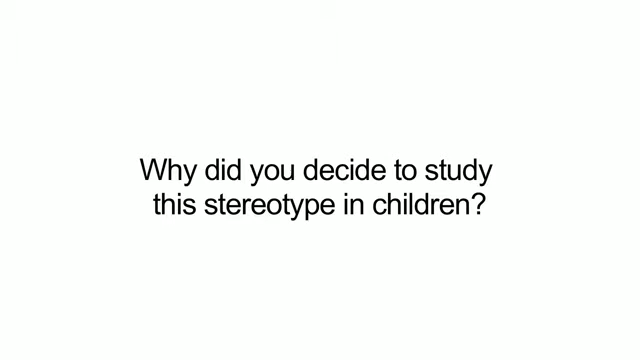 Why did you decide to study
this stereotype in children?